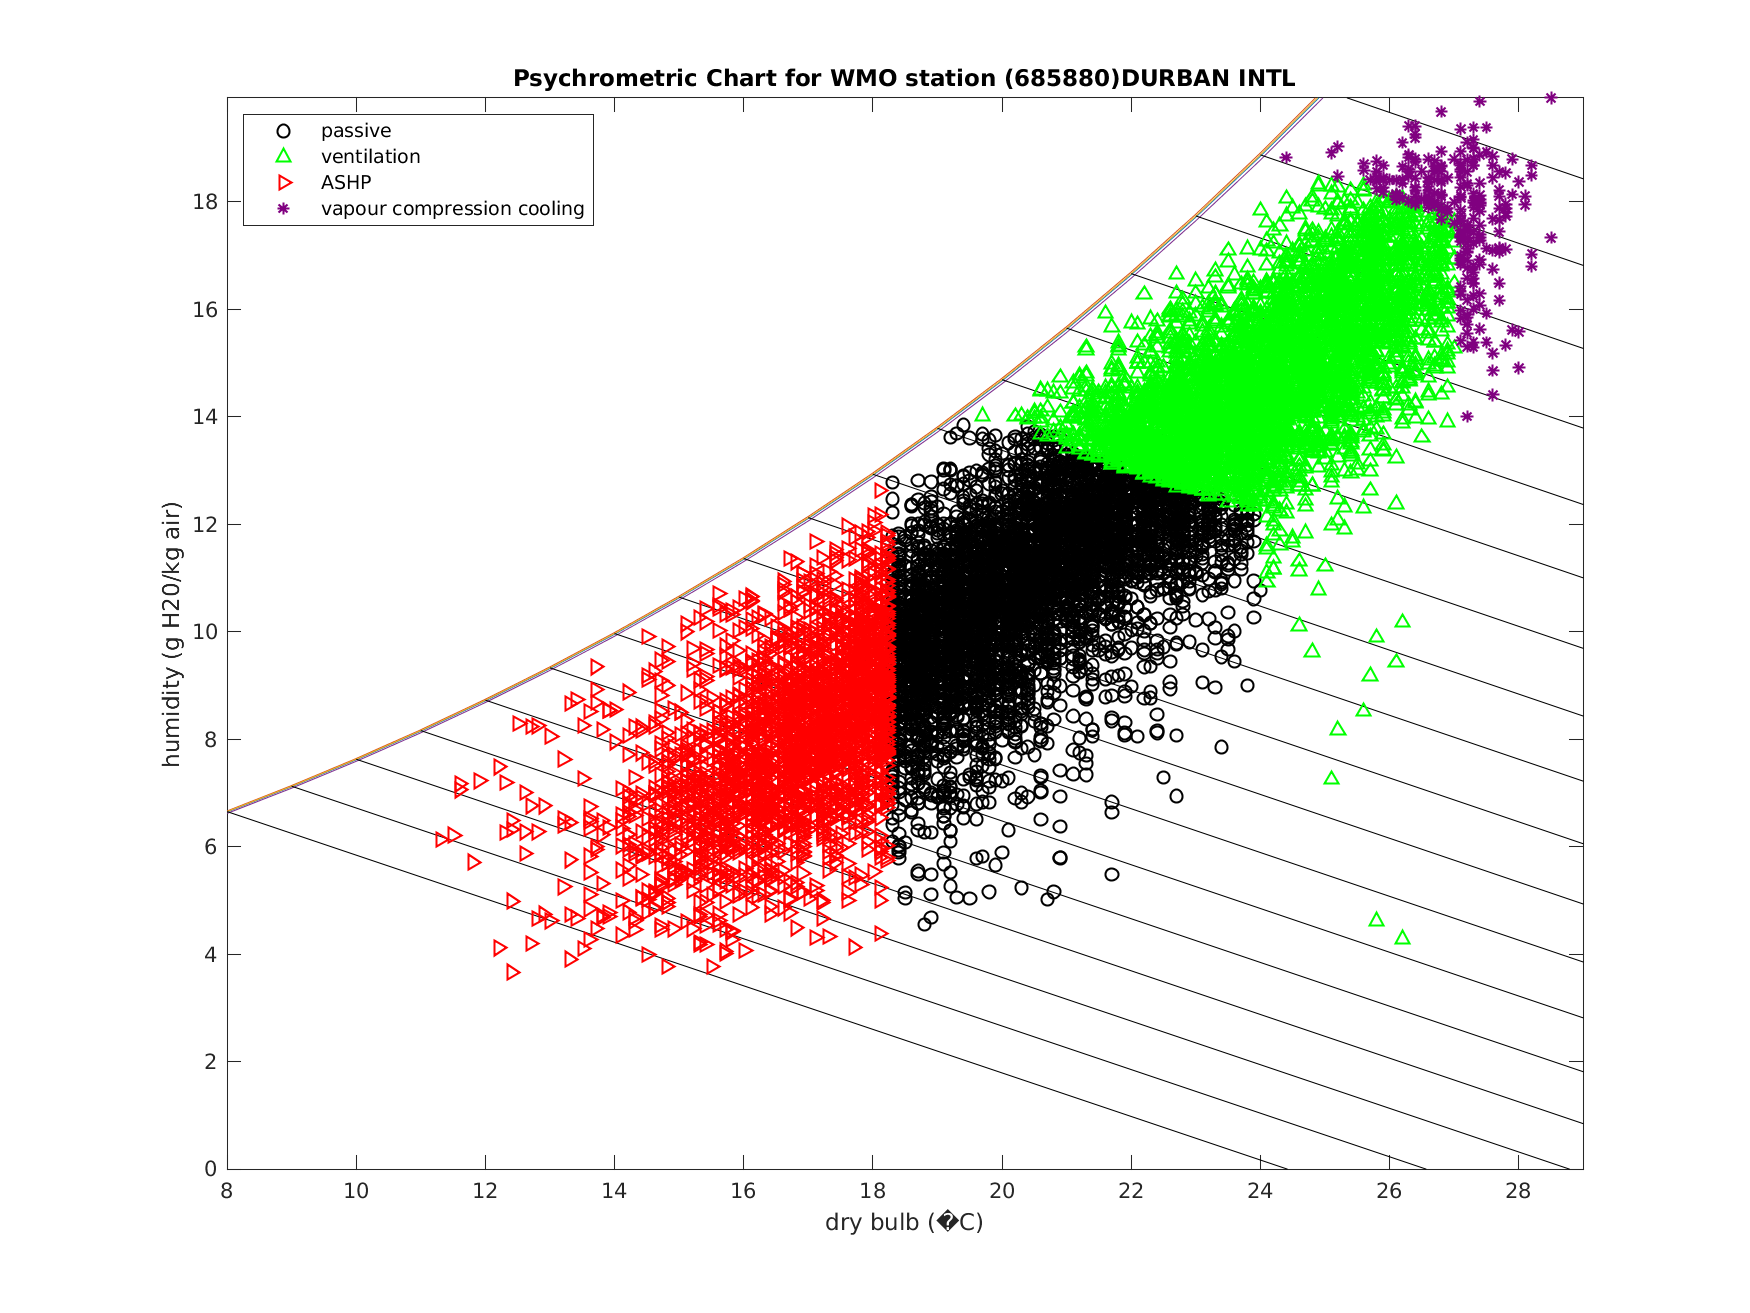 Psychrometric Chart for WMO station (685880)DURBAN INTL
passive
ventilation
ASHP
vapour compression cooling
humidity (g H20/kg air)
18
16
14
12
10
8
6
4
2
0
8 10 12 14 16 18 20 22 24 26 28
dry bulb (�C)